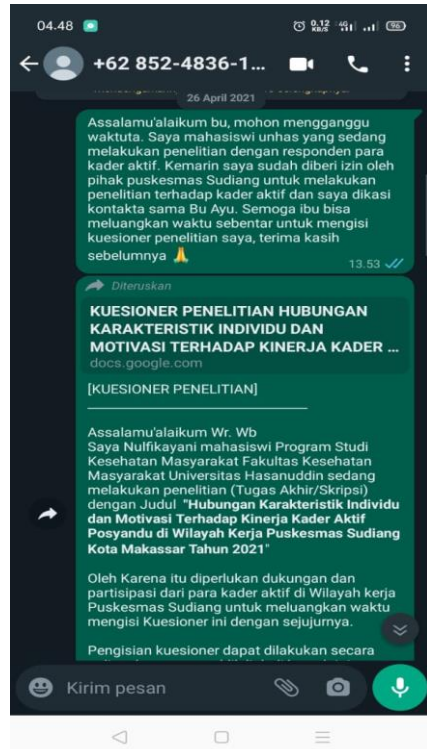 04.48
0.12 KB/S 4G 96
+62 852-4836-1...
26 April 2021
Assalamu'alaikum bu, mohon mengganggu
waktuta. Saya mahasiswi unhas yang sedang
melakukan penelitian dengan responden para
kader aktif. Kemarin saya sudah diberi izin oleh
pihak puskesmas Sudiang untuk melakukan
penelitian terhadap kader aktif dan saya dikasi
kontakta sama Bu Ayu. Semoga ibu bisa
meluangkan waktu sebentar untuk mengisi
kuesioner penelitian saya, terima kasih
sebelumnya 🙏
13.53
Diteruskan
KUESIONER PENELITIAN HUBUNGAN
KARAKTERISTIK INDIVIDU DAN
MOTIVASI TERHADAP KINERJA KADER ...
docs.google.com
[KUESIONER PENELITIAN]
Assalamu'alaikum Wr. Wb
Saya Nulfikayani mahasiswi Program Studi
Kesehatan Masyarakat Fakultas Kesehatan
Masyarakat Universitas Hasanuddin sedang
melakukan penelitian (Tugas Akhir/Skripsi)
dengan Judul "Hubungan Karakteristik Individu
dan Motivasi Terhadap Kinerja Kader Aktif
Posyandu di Wilayah Kerja Puskesmas Sudiang
Kota Makassar Tahun 2021"
Oleh Karena itu diperlukan dukungan dan
partisipasi dari para kader aktif di Wilayah kerja
Puskesmas Sudiang untuk meluangkan waktu
mengisi Kuesioner ini dengan sejujurnya.
Pengisian kuesioner dapat dilakukan secara
Kirim pesan